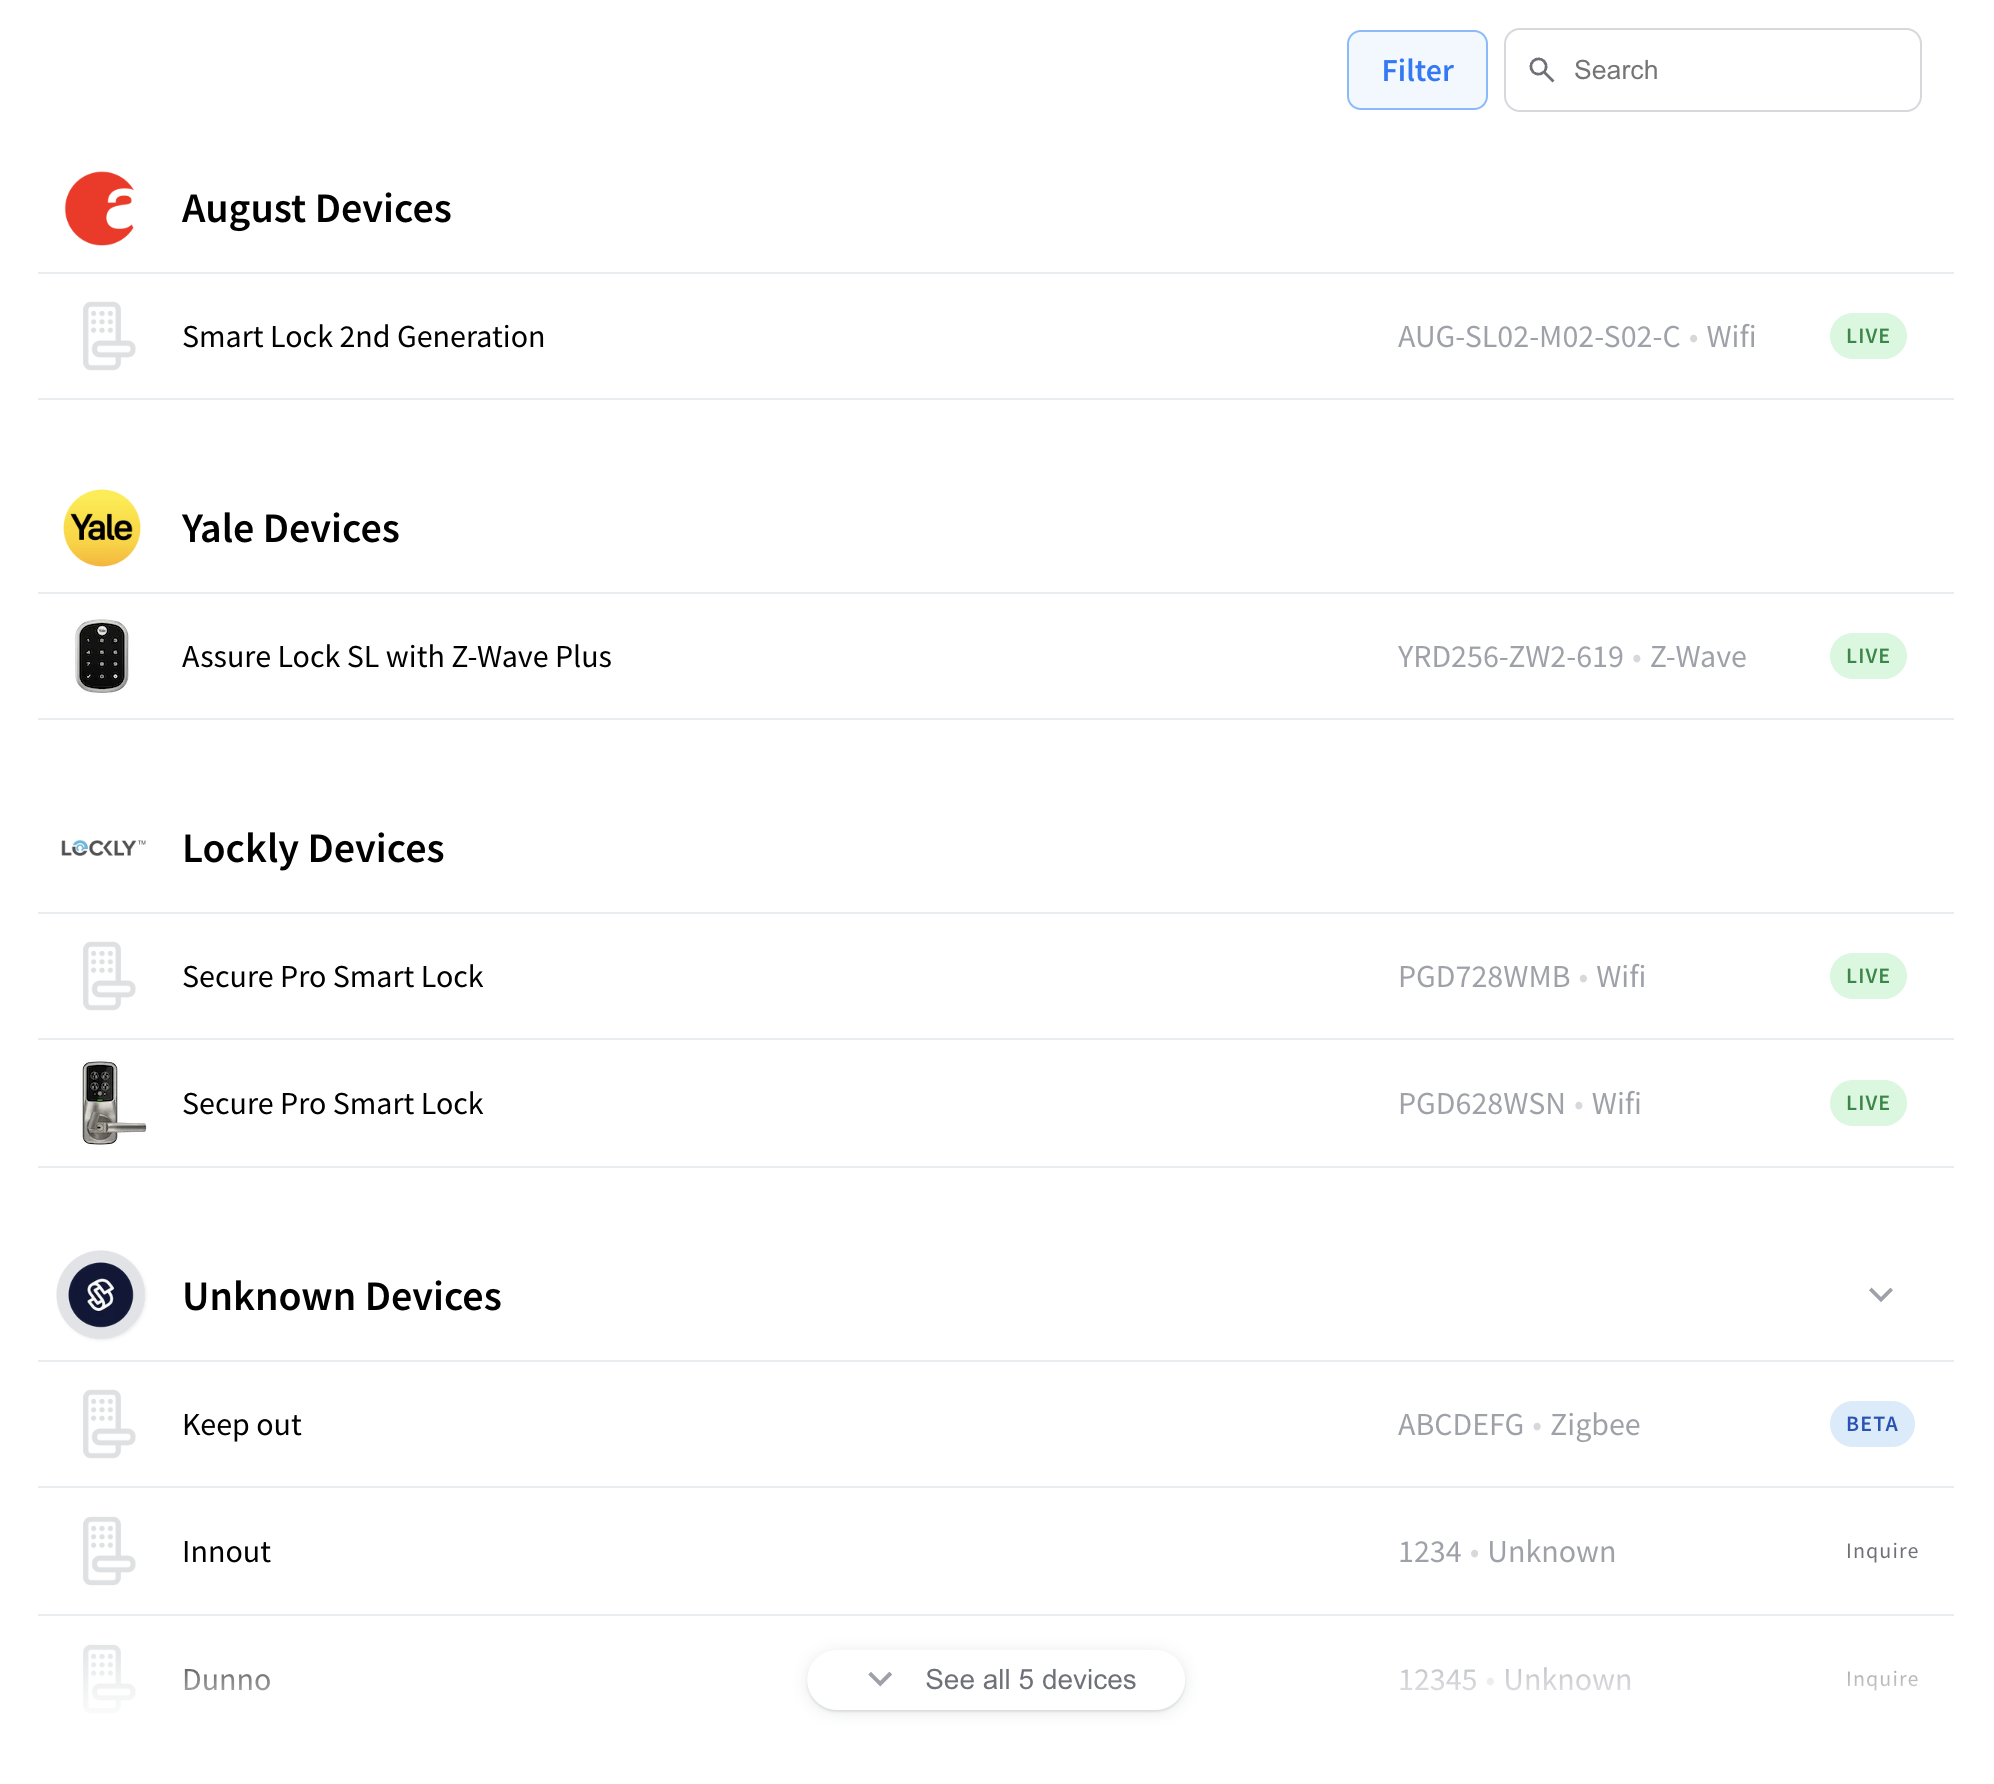 Filter
Search
August Devices
Smart Lock 2nd Generation AUG-SL02-M02-S02-C • Wifi LIVE
Yale
Yale Devices
Assure Lock SL with Z-Wave Plus YRD256-ZW2-619 • Z-Wave LIVE
LOCKLY™
Lockly Devices
Secure Pro Smart Lock PGD728WMB • Wifi LIVE
Secure Pro Smart Lock PGD628WSN • Wifi LIVE
Unknown Devices
Keep out ABCDEFG • Zigbee BETA
Innout 1234 • Unknown Inquire
Dunno See all 5 devices 12345 • Unknown Inquire